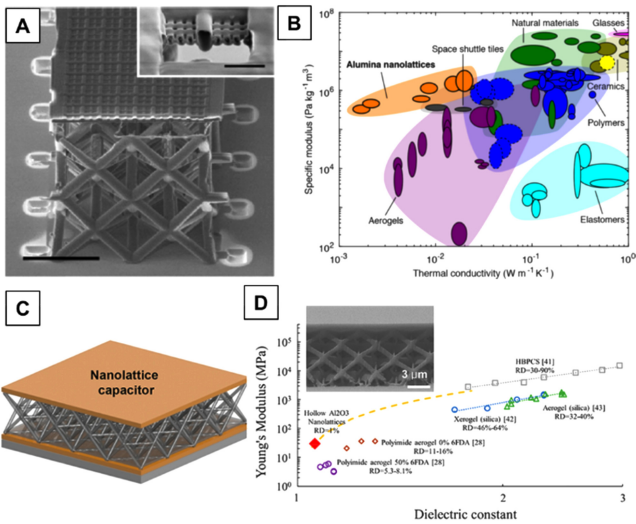 A
B
10⁸
10⁶
10⁴
10²
Specific modulus (Pa kg⁻¹ m³)
Natural materials
Glasses
Space shuttle tiles
Alumina nanolattices
Ceramics
Polymers
Aerogels
Elastomers
10⁻³
10⁻²
10⁻¹
10⁰
Thermal conductivity (W m⁻¹ K⁻¹)
C
Nanolattice
capacitor
D
Young's Modulus (MPa)
10⁵
10⁴
10³
10²
10¹
10⁰
3 µm
HBPCS [41]
RD=30-90%
Hollow Al2O3
Nanolattices
RD=1%
Xerogel (silica) [42]
RD=46%-64%
Aerogel (silica) [43]
RD=32-40%
Polyimide aerogel 0% 6FDA [28]
RD=11-16%
Polyimide aerogel 50% 6FDA [28]
RD=5.3-8.1%
1
2
3
Dielectric constant